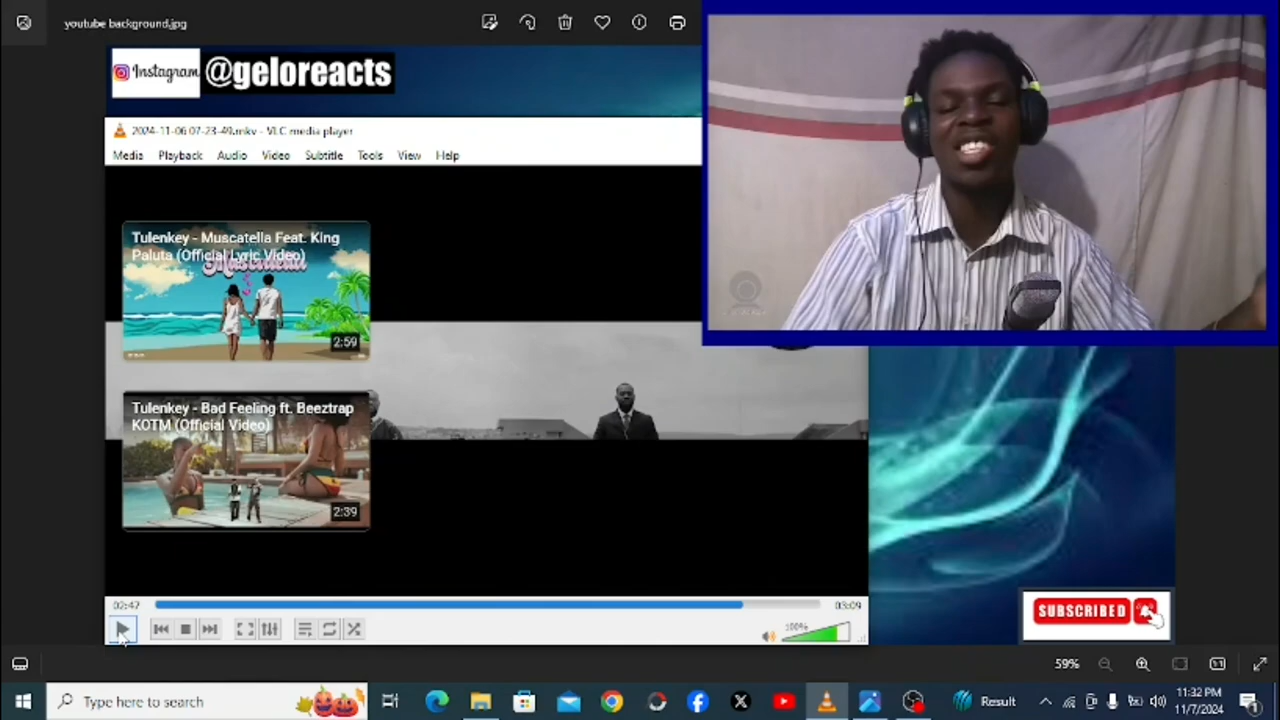 youtube background.jpg
Instagram @geloreacts
2024-11-06 07-23-49.mkv - VLC media player
Media Playback Audio Video Subtitle Tools View Help
Tulenkey - Muscatella Feat. King
Paluta (Official Lyric Video)
Muscatella
2:59
Tulenkey - Bad Feeling ft. Beeztrap
KOTM (Official Video)
2:39
02:47
03:09
100%
SUBSCRIBED
59%
Type here to search
Result
11:32 PM
11/7/2024
1